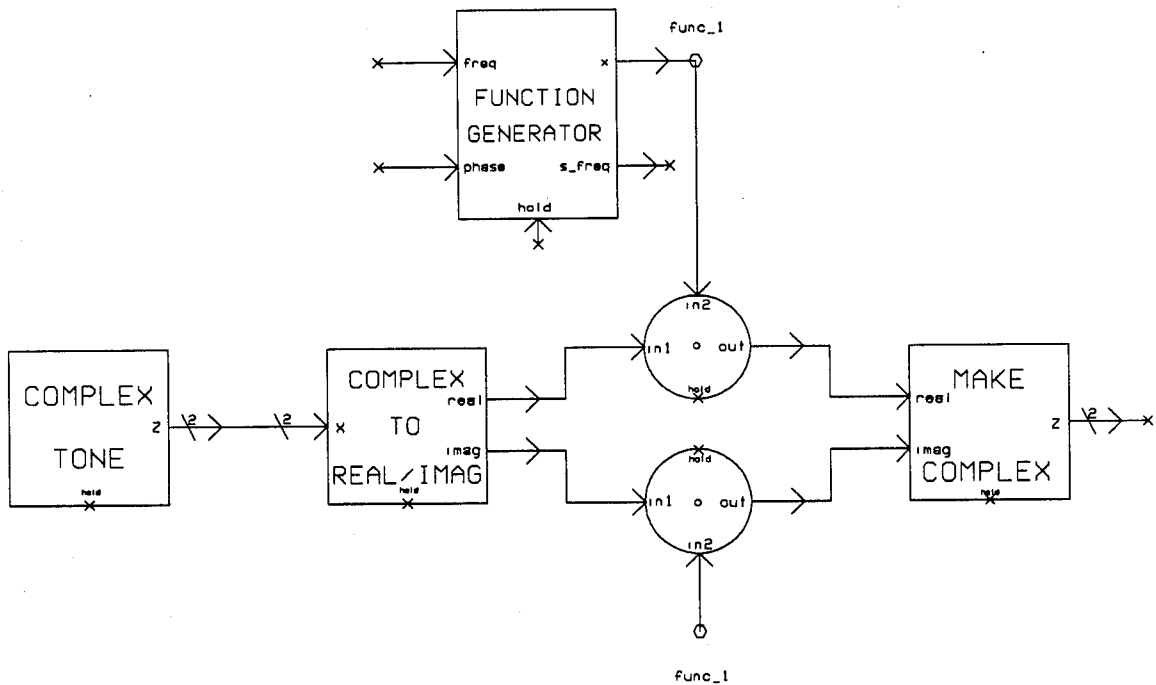 func_1
freq
x
FUNCTION
GENERATOR
phase
s_freq
hold
in2
in1
o
out
hold
COMPLEX
TONE
z
hold
2
2
COMPLEX
TO
REAL/IMAG
x
real
imag
hold
hold
in1
o
out
in2
func_1
MAKE
COMPLEX
real
imag
z
hold
2